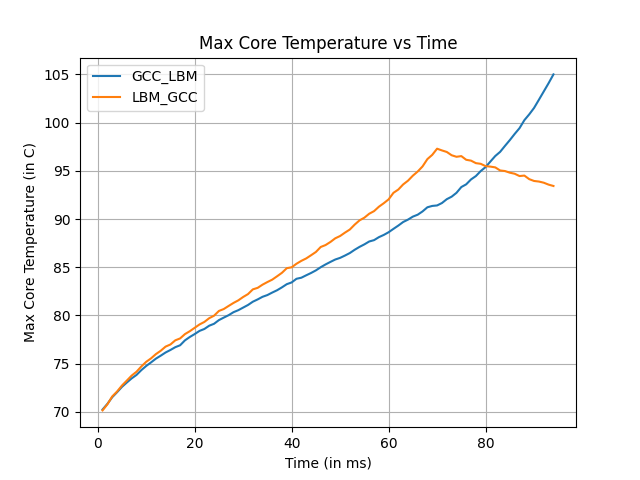 Max Core Temperature vs Time
GCC_LBM
LBM_GCC
Max Core Temperature (in C)
105
100
95
90
85
80
75
70
0
20
40
60
80
Time (in ms)